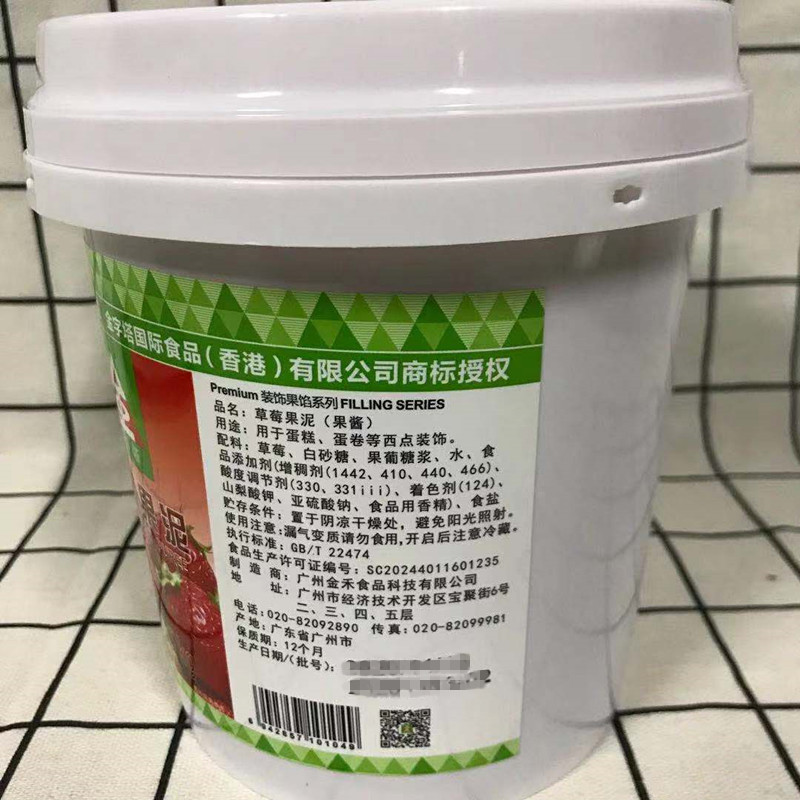 金字塔国际食品（香港）有限公司商标授权
Premium 装饰果馅系列 FILLING SERIES
品名：草莓果泥（果酱）
用途：用于蛋糕、蛋卷等西点装饰。
配料：草莓、白砂糖、果葡糖浆、水、食
品添加剂(增稠剂(1442、410、440、466)、
酸度调节剂(330、331iii)、着色剂(124)、
山梨酸钾、亚硫酸钠、食品用香精)、食盐
贮存条件：置于阴凉干燥处，避免阳光照射。
使用注意:漏气变质请勿食用,开启后注意冷藏。
执行标准：GB/T 22474
食品生产许可证编号：SC20244011601235
制造商：广州金禾食品科技有限公司
地址：广州市经济技术开发区宝聚街6号
二、三、四、五层
电话:020-82092890 传真:020-82099981
产地:广东省广州市
保质期:12个月
生产日期/(批号):
6942657101049
果泥